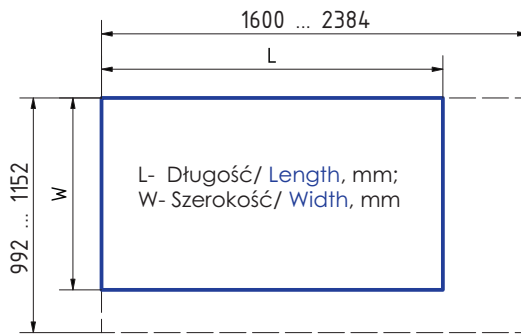 1600 ... 2384
L
L- Długość/ Length, mm;
W- Szerokość/ Width, mm
W
992 ... 1152